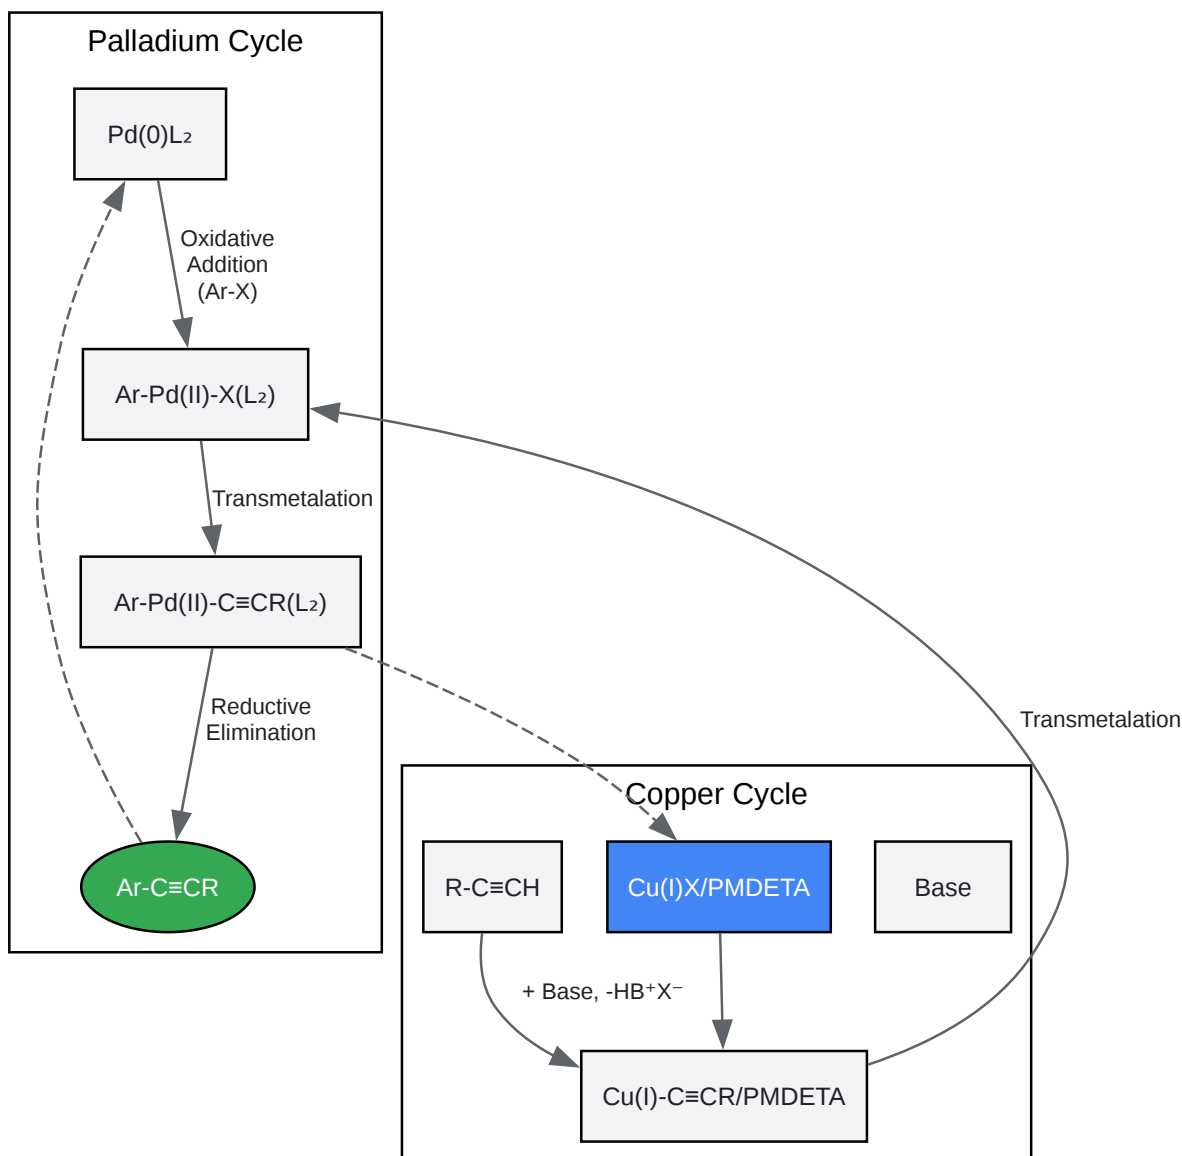 Palladium Cycle
Pd(0)L₂
Oxidative
Addition
(Ar-X)
Ar-Pd(II)-X(L₂)
Transmetalation
Ar-Pd(II)-C≡CR(L₂)
Reductive
Elimination
Ar-C≡CR
Transmetalation
Copper Cycle
R-C≡CH
Cu(I)X/PMDETA
Base
+ Base, -HB⁺X⁻
Cu(I)-C≡CR/PMDETA